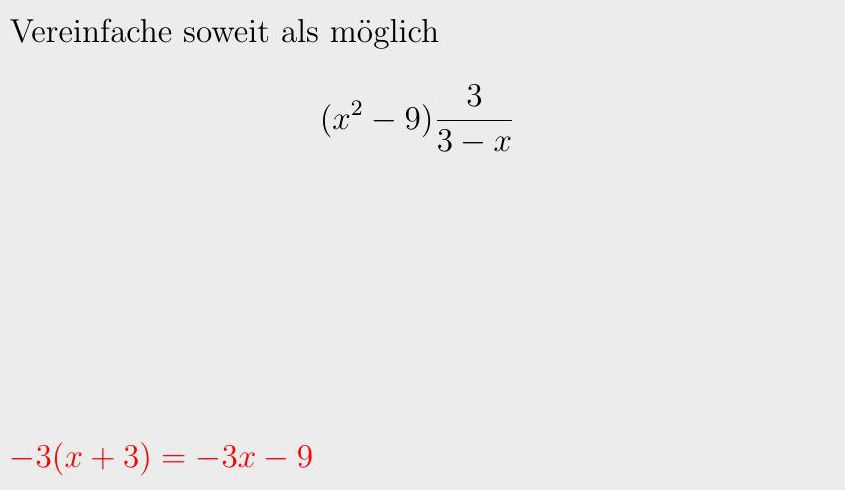 Vereinfache soweit als möglich
(x² − 9) 3/(3 − x)
−3(x + 3) = −3x − 9